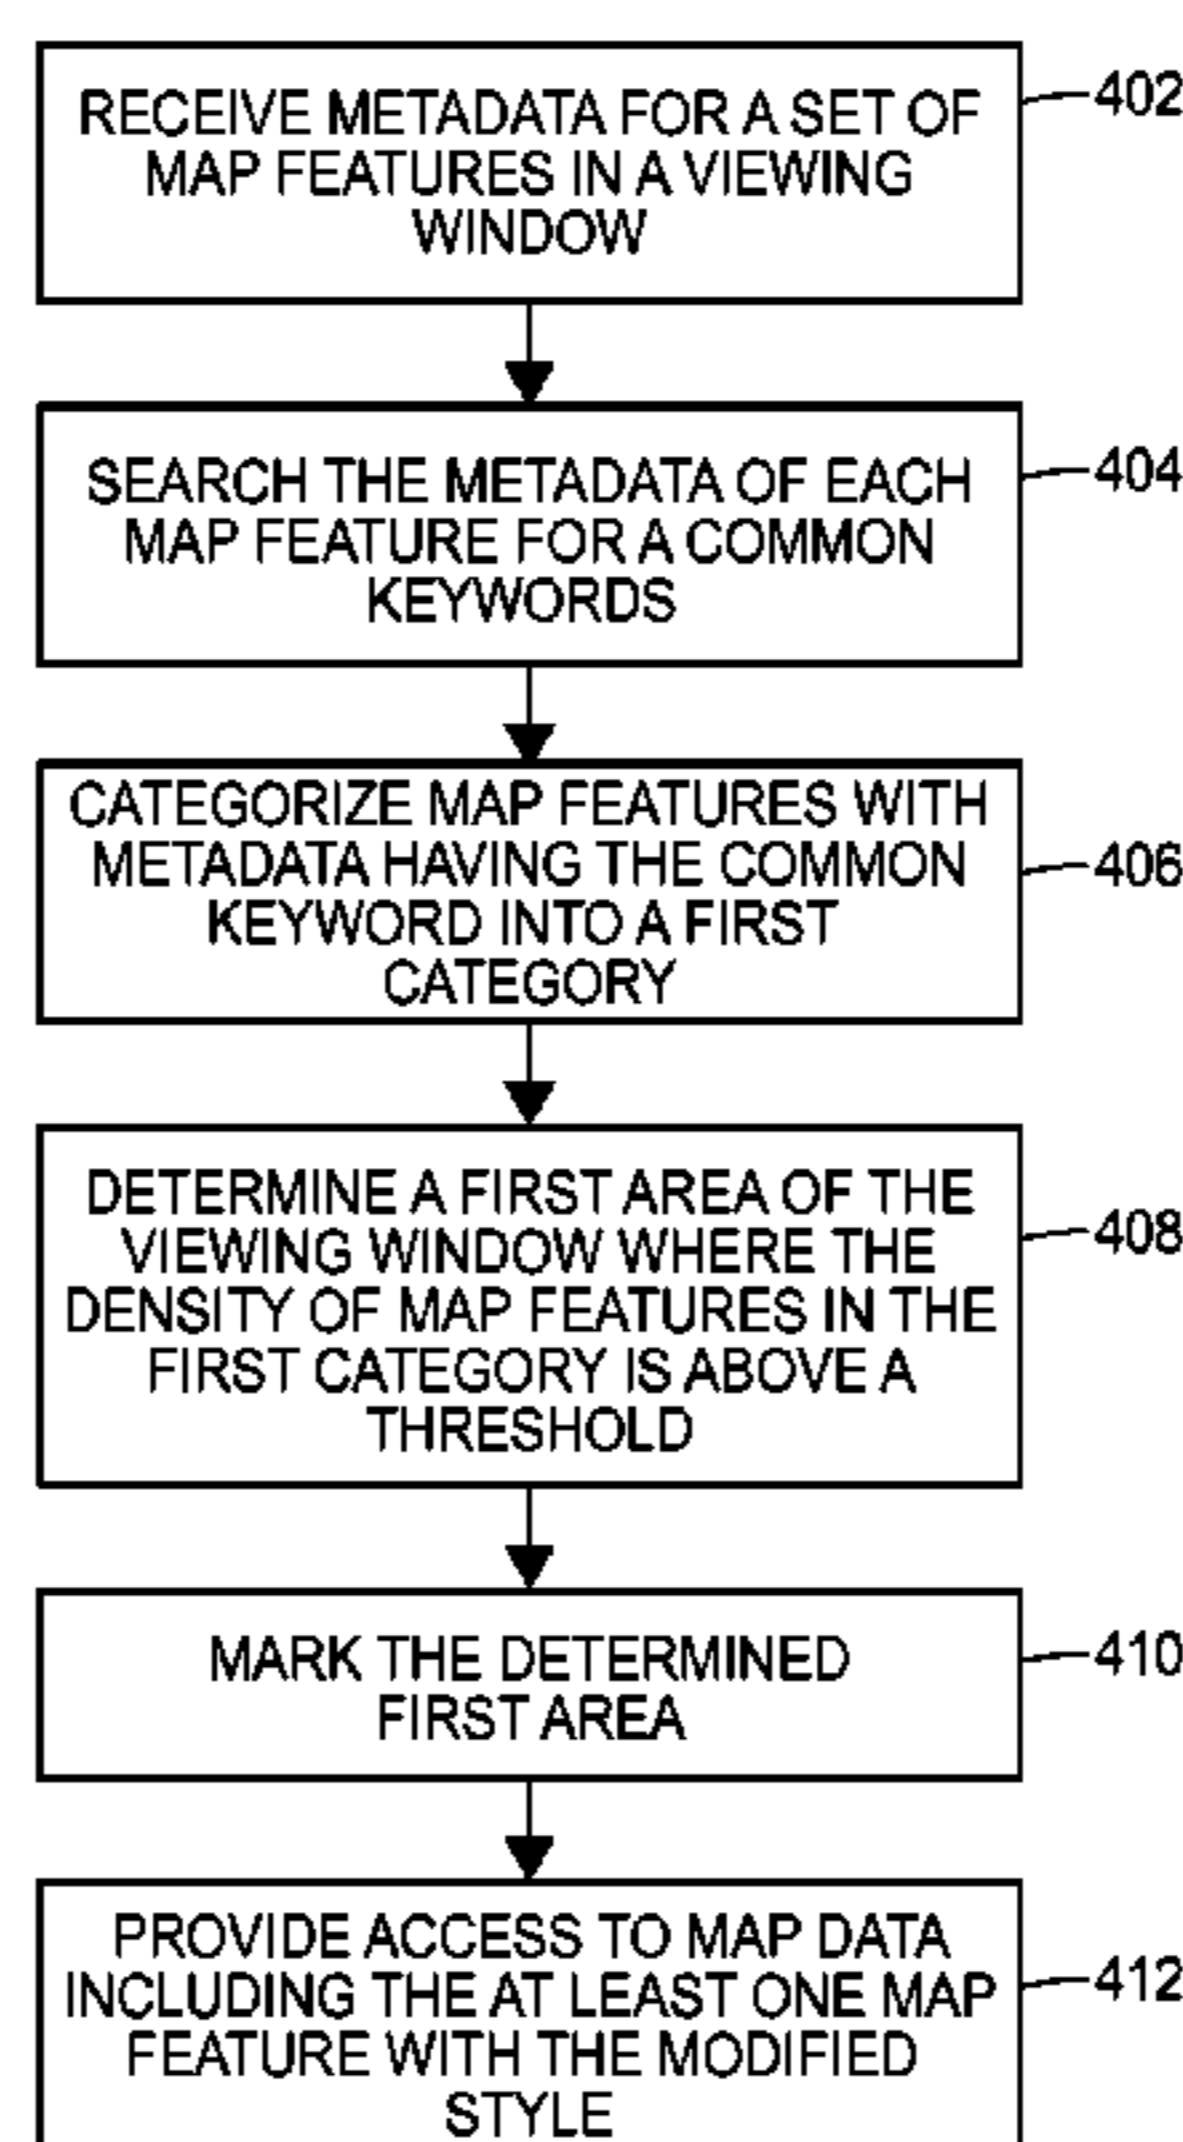 RECEIVE METADATA FOR A SET OF
MAP FEATURES IN A VIEWING
WINDOW
402
SEARCH THE METADATA OF EACH
MAP FEATURE FOR A COMMON
KEYWORDS
404
CATEGORIZE MAP FEATURES WITH
METADATA HAVING THE COMMON
KEYWORD INTO A FIRST
CATEGORY
406
DETERMINE A FIRST AREA OF THE
VIEWING WINDOW WHERE THE
DENSITY OF MAP FEATURES IN THE
FIRST CATEGORY IS ABOVE A
THRESHOLD
408
MARK THE DETERMINED
FIRST AREA
410
PROVIDE ACCESS TO MAP DATA
INCLUDING THE AT LEAST ONE MAP
FEATURE WITH THE MODIFIED
STYLE
412